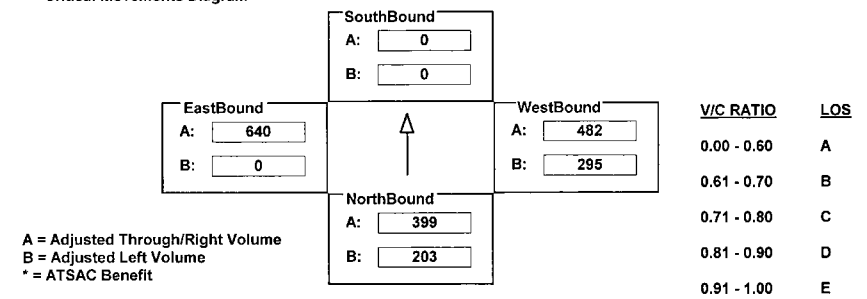 Critical Movements Diagram
SouthBound
A: 0
B: 0
EastBound
A: 640
B: 0
WestBound
A: 482
B: 295
NorthBound
A: 399
B: 203
A = Adjusted Through/Right Volume
B = Adjusted Left Volume
* = ATSAC Benefit
V/C RATIO LOS
0.00 - 0.60 A
0.61 - 0.70 B
0.71 - 0.80 C
0.81 - 0.90 D
0.91 - 1.00 E